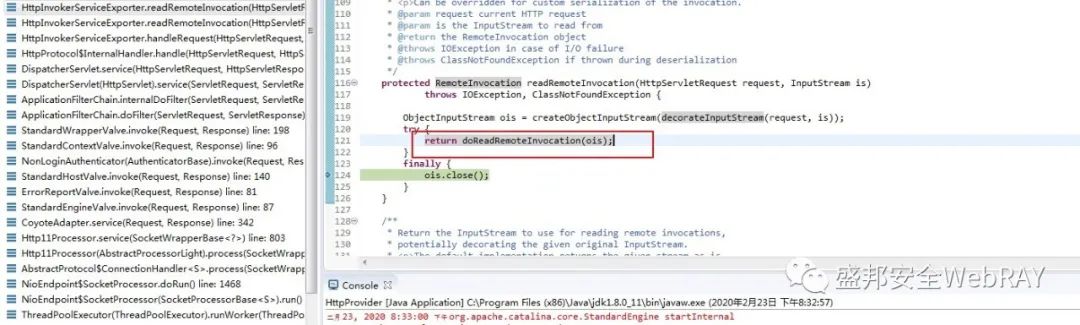 HttpInvokerServiceExporter.readRemoteInvocation(HttpServletF
HttpInvokerServiceExporter.readRemoteInvocation(HttpServletF
HttpInvokerServiceExporter.handleRequest(HttpServletRequest,
HttpProtocol$InternalHandler.handle(HttpServletRequest, HttpS
DispatcherServlet.service(HttpServletRequest, HttpServletRespo
DispatcherServlet(HttpServlet).service(ServletRequest, ServletRe
ApplicationFilterChain.internalDoFilter(ServletRequest, ServletRe
ApplicationFilterChain.doFilter(ServletRequest, ServletResponse)
StandardWrapperValve.invoke(Request, Response) line: 198
StandardContextValve.invoke(Request, Response) line: 96
NonLoginAuthenticator(AuthenticatorBase).invoke(Request, Res
StandardHostValve.invoke(Request, Response) line: 140
ErrorReportValve.invoke(Request, Response) line: 81
StandardEngineValve.invoke(Request, Response) line: 87
CoyoteAdapter.service(Request, Response) line: 342
Http11Processor.service(SocketWrapperBase<?>) line: 803
Http11Processor(AbstractProcessorLight).process(SocketWrappe
AbstractProtocol$ConnectionHandler<S>.process(SocketWrapp
NioEndpoint$SocketProcessor.doRun() line: 1468
NioEndpoint$SocketProcessor(SocketProcessorBase<S>).run()
ThreadPoolExecutor(ThreadPoolExecutor).runWorker(ThreadPool
109 * <p>Can be overridden for custom serialization of the invocation.
110 * @param request current HTTP request
111 * @param is the InputStream to read from
112 * @return the RemoteInvocation object
113 * @throws IOException in case of I/O failure
114 * @throws ClassNotFoundException if thrown during deserialization
115 */
116 protected RemoteInvocation readRemoteInvocation(HttpServletRequest request, InputStream is)
117 throws IOException, ClassNotFoundException {
118
119 ObjectInputStream ois = createObjectInputStream(decorateInputStream(request, is));
120 try {
121 return doReadRemoteInvocation(ois);
122 }
123 finally {
124 ois.close();
125 }
126 }
127
128 /**
129 * Return the InputStream to use for reading remote invocations,
130 * potentially decorating the given original InputStream.
131 * <p>The default implementation returns the given stream as-is
Console
HttpProvider [Java Application] C:\Program Files (x86)\Java\jdk1.8.0_11\bin\javaw.exe (2020年2月23日 下午8:32:57)
二月 23, 2020 8:33:00 下午 org.apache.catalina.core.StandardEngine startInternal
盛邦安全WebRAY